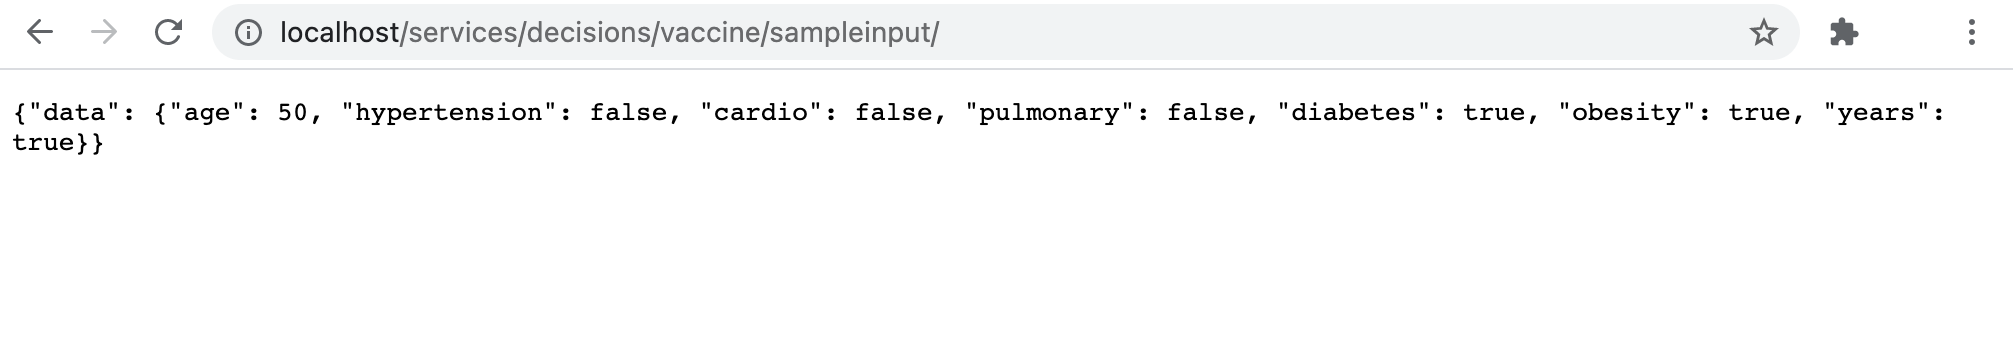 localhost/services/decisions/vaccine/sampleinput/
{"data": {"age": 50, "hypertension": false, "cardio": false, "pulmonary": false, "diabetes": true, "obesity": true, "years":
true}}